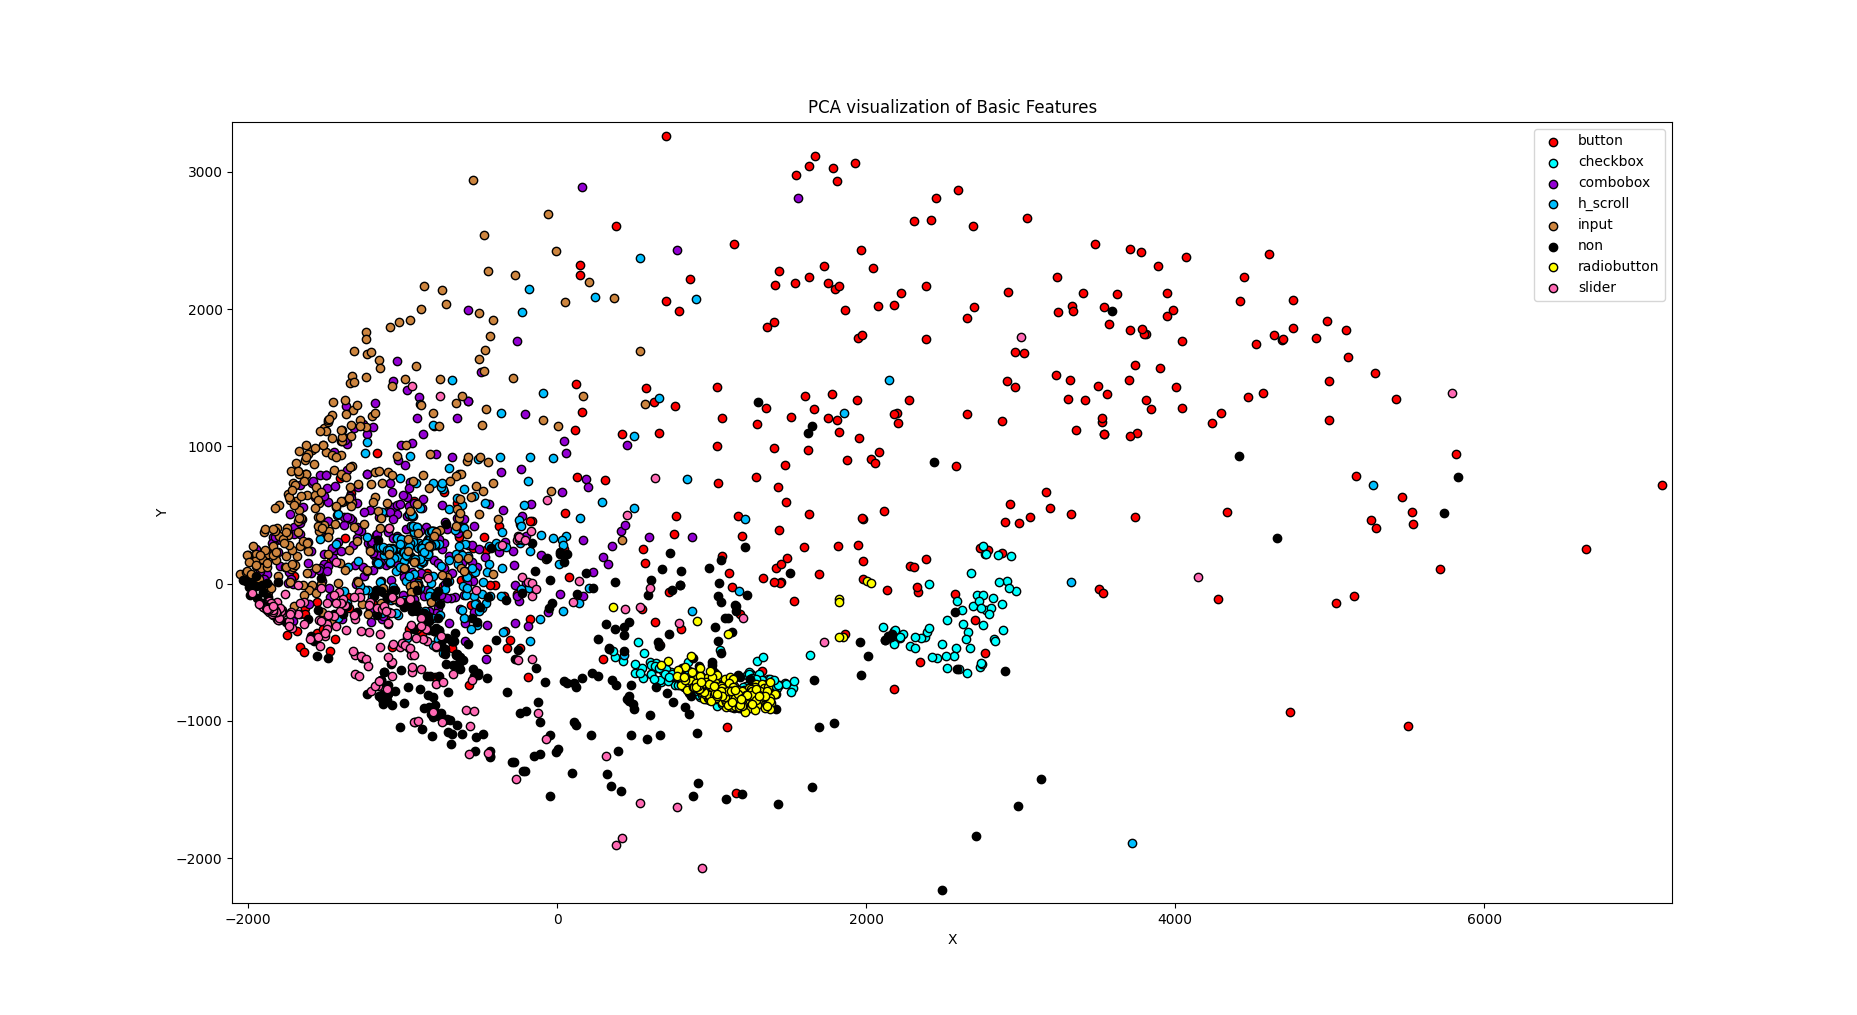 PCA visualization of Basic Features
button
checkbox
combobox
h_scroll
input
non
radiobutton
slider
3000
2000
1000
0
−1000
−2000
Y
−2000 0 2000 4000 6000
X